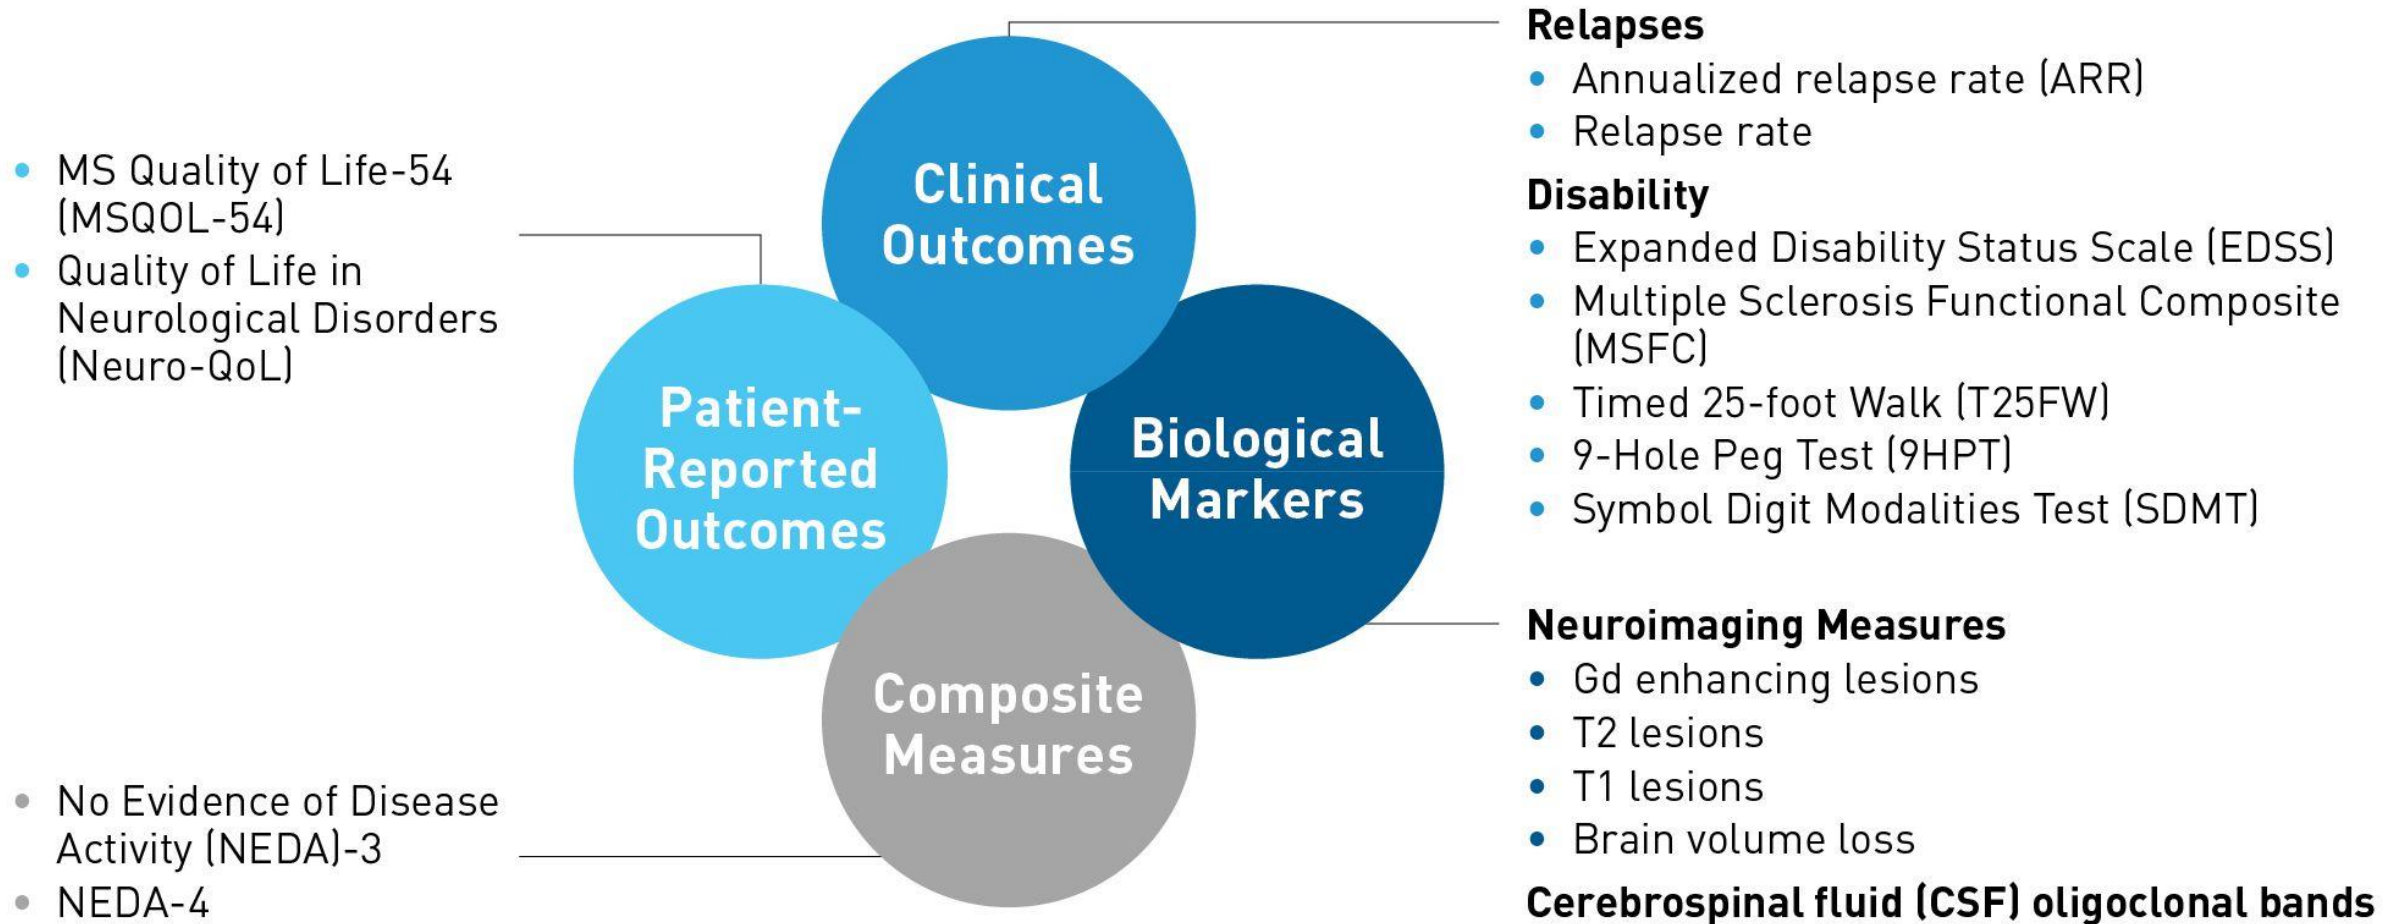 Relapses
• Annualized relapse rate (ARR)
• Relapse rate
Disability
• Expanded Disability Status Scale (EDSS)
• Multiple Sclerosis Functional Composite
(MSFC)
• Timed 25-foot Walk (T25FW)
• 9-Hole Peg Test (9HPT)
• Symbol Digit Modalities Test (SDMT)
• MS Quality of Life-54
(MSQOL-54)
• Quality of Life in
Neurological Disorders
(Neuro-QoL)
Clinical
Outcomes
Patient-
Reported
Outcomes
Biological
Markers
Composite
Measures
Neuroimaging Measures
• Gd enhancing lesions
• T2 lesions
• T1 lesions
• Brain volume loss
Cerebrospinal fluid (CSF) oligoclonal bands
• No Evidence of Disease
Activity (NEDA)-3
• NEDA-4